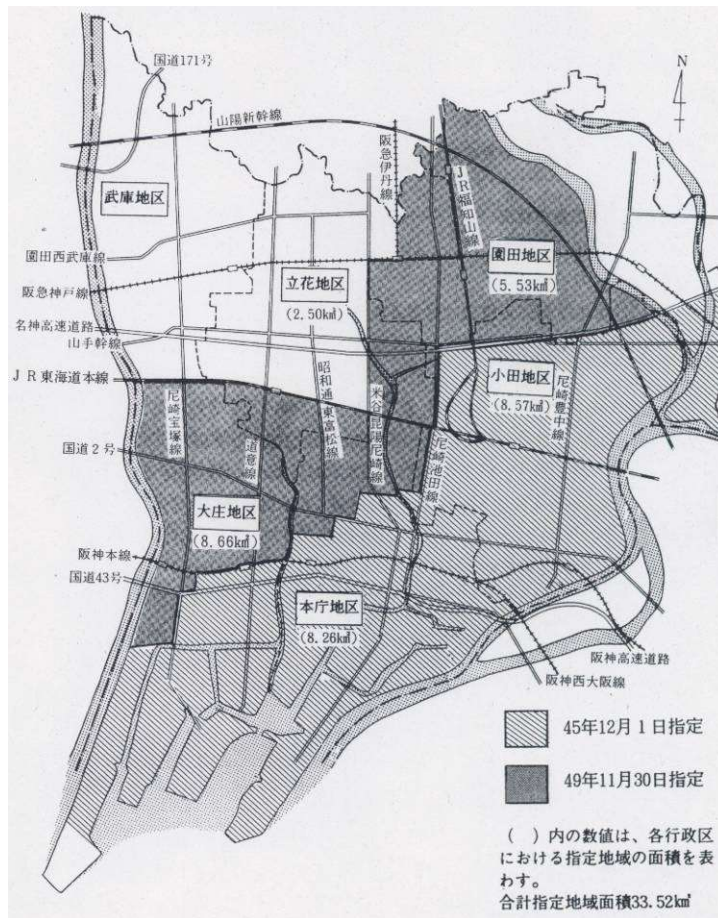 国道171号
山陽新幹線
N
阪急伊丹線
JR福知山線
武庫地区
園田西武庫線
園田地区
(5.53k㎡)
立花地区
(2.50k㎡)
阪急神戸線
名神高速道路
山手幹線
小田地区
(8.57k㎡)
尼崎豊中線
JR東海道本線
尼崎宝塚線
道意線
昭和通東富松線
米谷昆陽尼崎線
尼崎池田線
国道2号
大庄地区
(8.66k㎡)
阪神本線
国道43号
本庁地区
(8.26k㎡)
阪神高速道路
阪神西大阪線
45年12月1日指定
49年11月30日指定
( )内の数値は、各行政区
における指定地域の面積を表
わす。
合計指定地域面積33.52k㎡